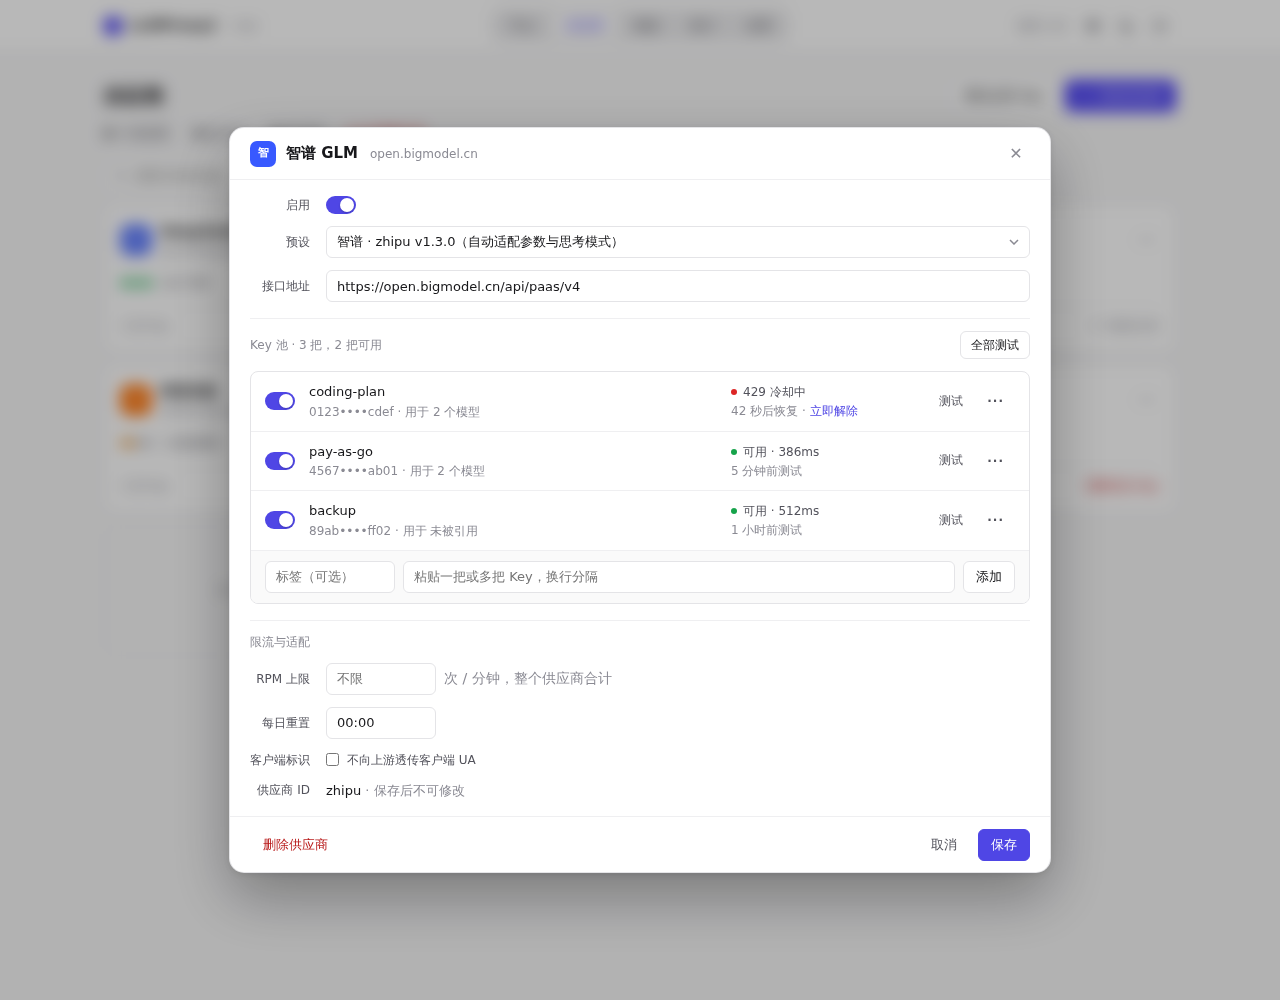 智 智谱 GLM open.bigmodel.cn ✕
启用
预设 智谱 · zhipu v1.3.0（自动适配参数与思考模式）
接口地址 https://open.bigmodel.cn/api/paas/v4
Key 池 · 3 把，2 把可用 全部测试
coding-plan 429 冷却中
0123••••cdef · 用于 2 个模型 42 秒后恢复 · 立即解除 测试 ···
pay-as-go 可用 · 386ms
4567••••ab01 · 用于 2 个模型 5 分钟前测试 测试 ···
backup 可用 · 512ms
89ab••••ff02 · 用于 未被引用 1 小时前测试 测试 ···
标签（可选） 粘贴一把或多把 Key，换行分隔 添加
限流与适配
RPM 上限 不限 次 / 分钟，整个供应商合计
每日重置 00:00
客户端标识 不向上游透传客户端 UA
供应商 ID zhipu · 保存后不可修改
删除供应商 取消 保存